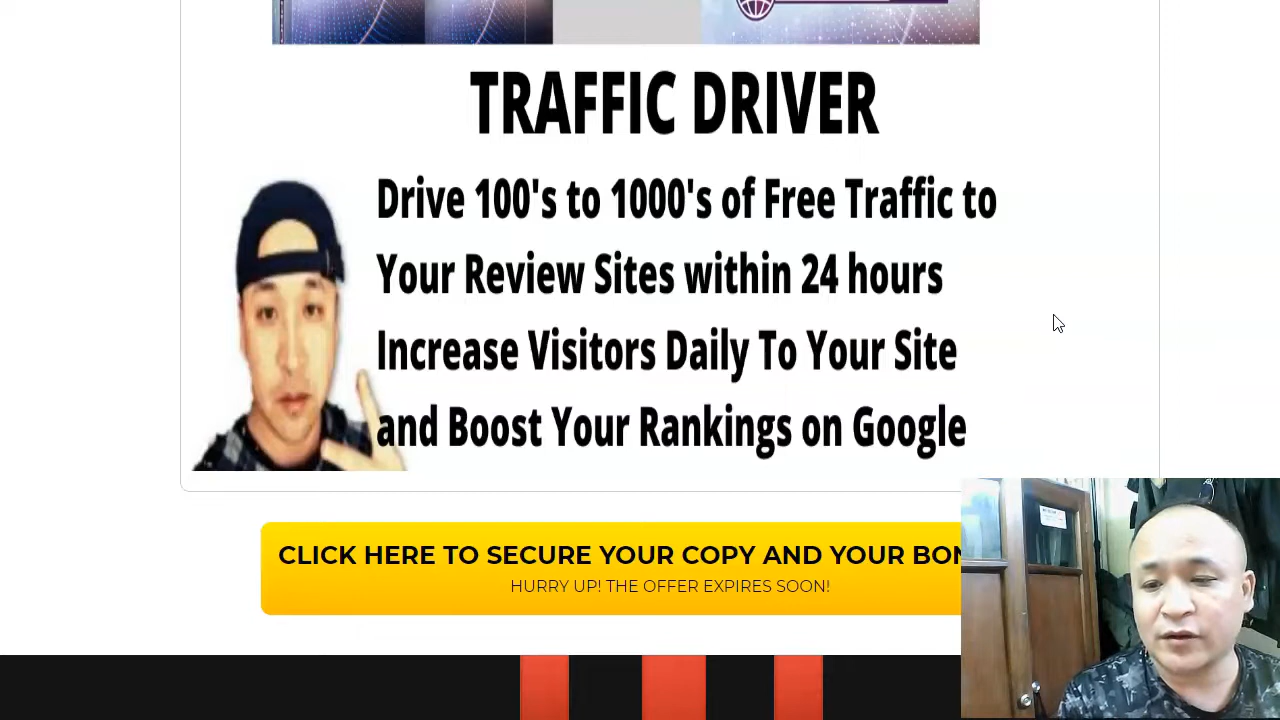 TRAFFIC DRIVER
Drive 100's to 1000's of Free Traffic to
Your Review Sites within 24 hours
Increase Visitors Daily To Your Site
and Boost Your Rankings on Google
CLICK HERE TO SECURE YOUR COPY AND YOUR
HURRY UP! THE OFFER EXPIRES SOON!